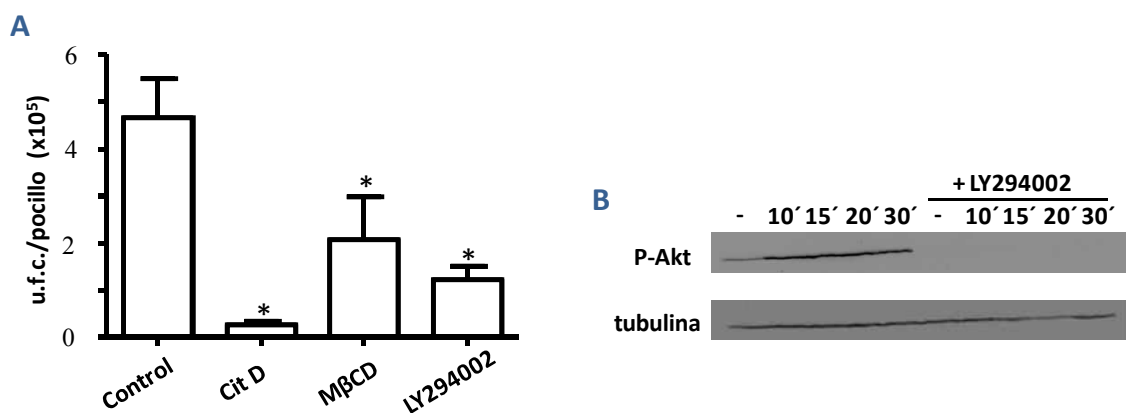 A
u.f.c./pocillo (x10⁵)
6
4
2
0
*
*
*
Control
Cit D
MβCD
LY294002
B
+ LY294002
- 10´ 15´ 20´ 30´ - 10´ 15´ 20´ 30´
P-Akt
tubulina